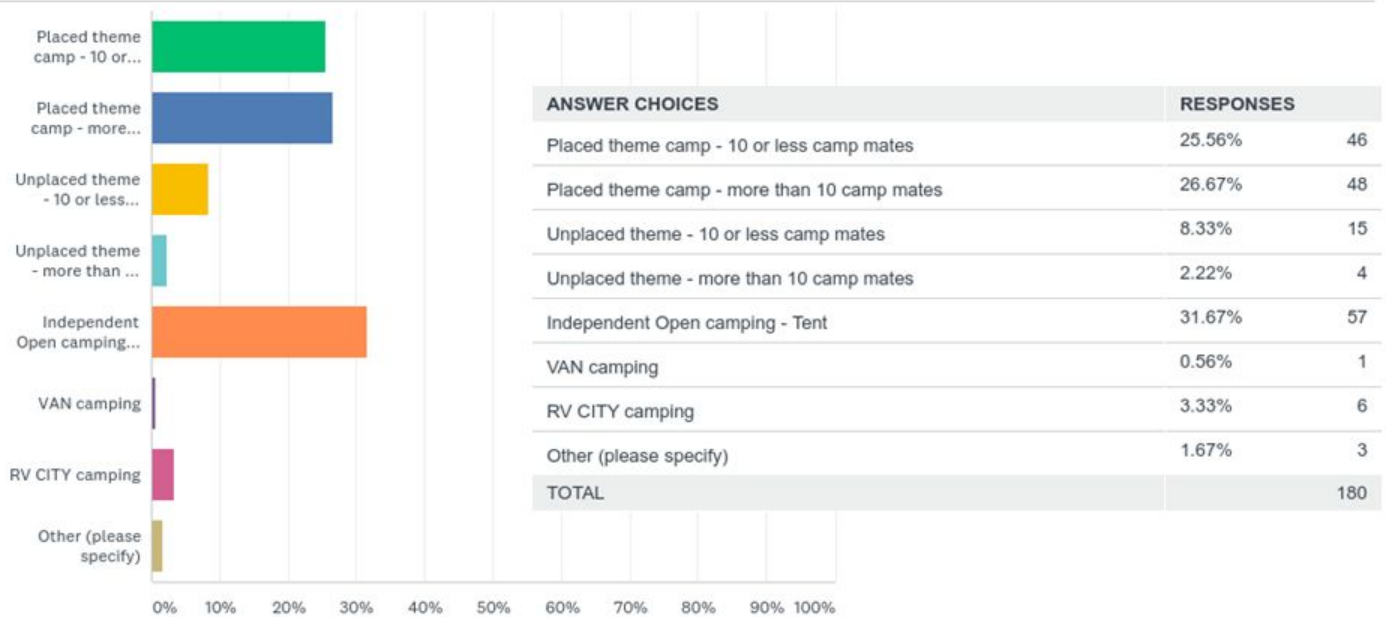 Placed theme
camp - 10 or...
Placed theme
camp - more...
Unplaced theme
- 10 or less...
Unplaced theme
- more than ...
Independent
Open camping...
VAN camping
RV CITY camping
Other (please
specify)
0% 10% 20% 30% 40% 50% 60% 70% 80% 90% 100%
ANSWER CHOICES RESPONSES
Placed theme camp - 10 or less camp mates 25.56% 46
Placed theme camp - more than 10 camp mates 26.67% 48
Unplaced theme - 10 or less camp mates 8.33% 15
Unplaced theme - more than 10 camp mates 2.22% 4
Independent Open camping - Tent 31.67% 57
VAN camping 0.56% 1
RV CITY camping 3.33% 6
Other (please specify) 1.67% 3
TOTAL 180